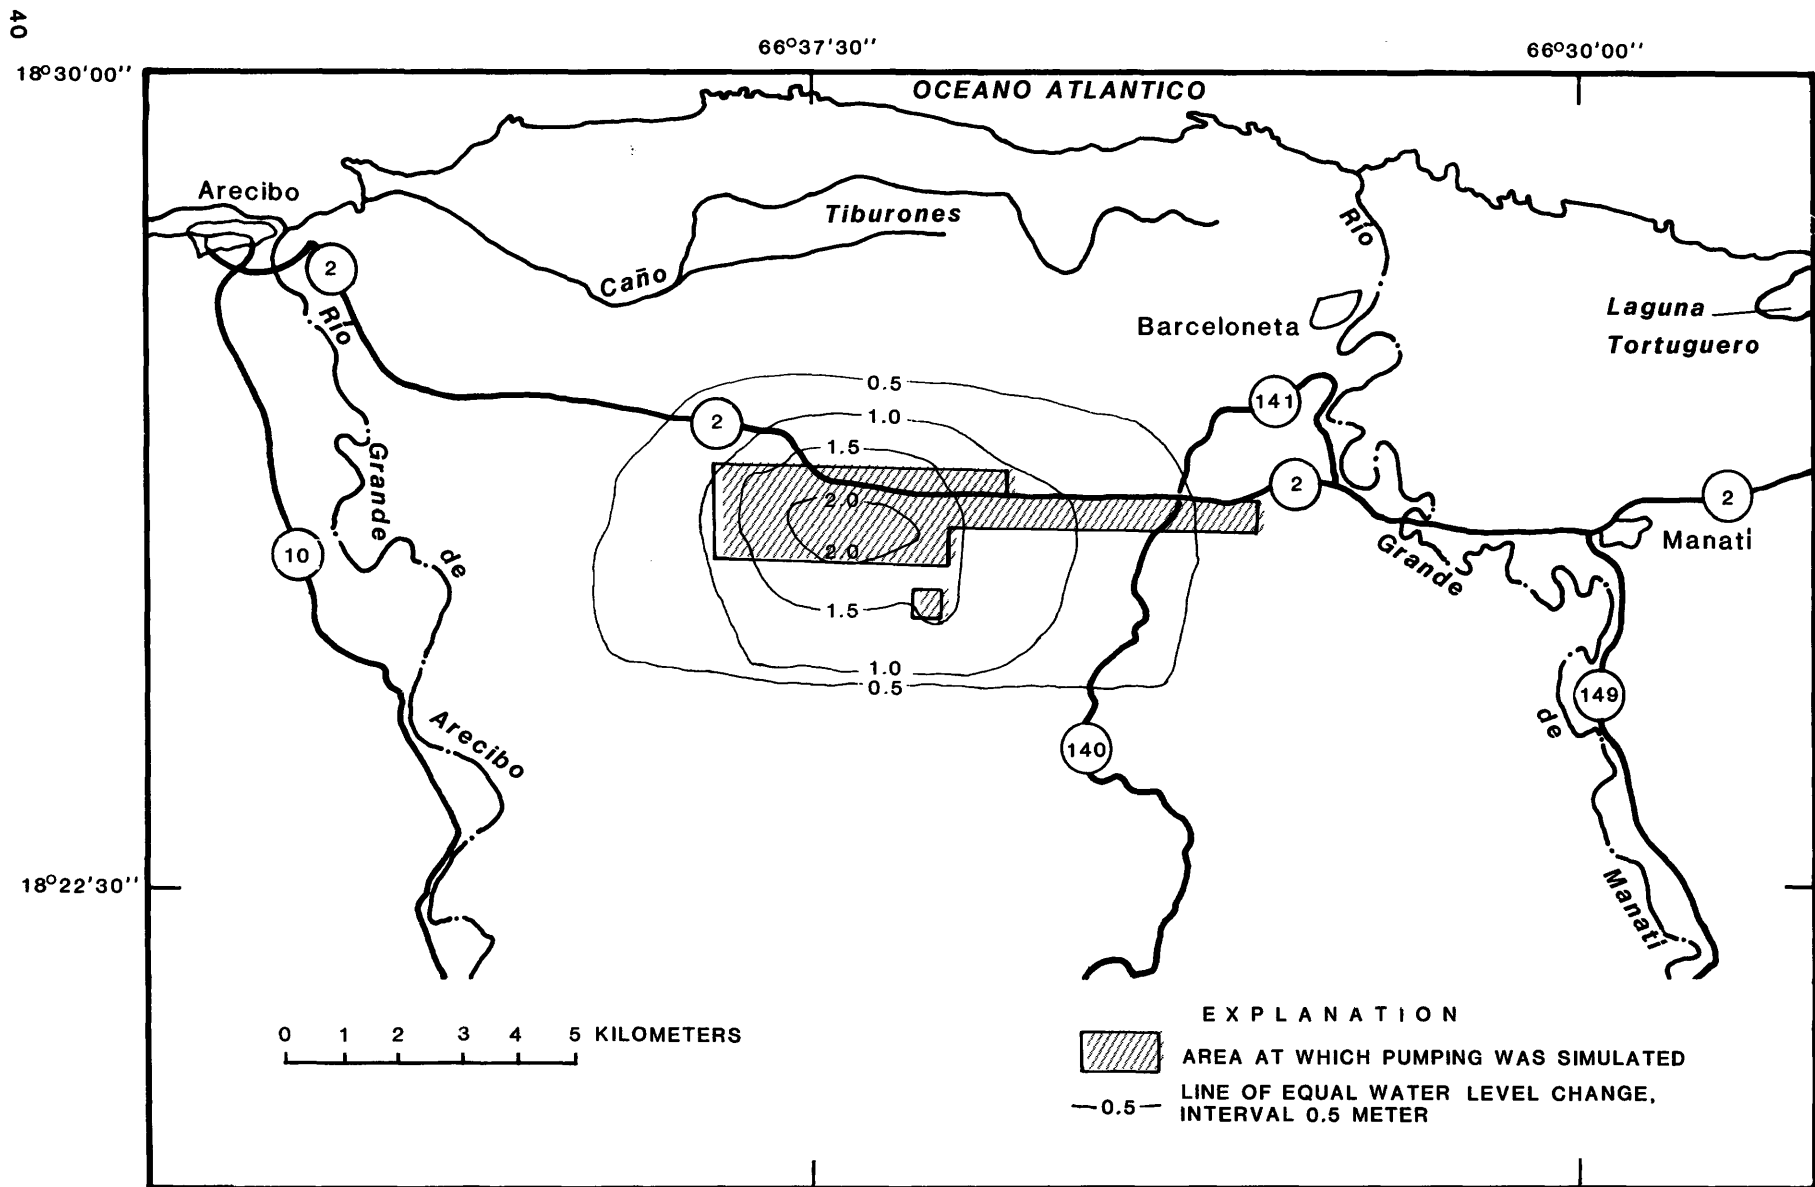 40
66°37'30''
66°30'00''
18°30'00''
OCEANO ATLANTICO
Arecibo
Tiburones
Río
2
Caño
Laguna
Tortuguero
Río
Barceloneta
0.5
141
1.0
2
Grande
1.5
2
2
2.0
10
2.0
Manati
de
Grande
1.5
1.0
0.5
149
de
Arecibo
140
18°22'30''
Manati
EXPLANATION
0 1 2 3 4 5 KILOMETERS
AREA AT WHICH PUMPING WAS SIMULATED
0.5
LINE OF EQUAL WATER LEVEL CHANGE,
INTERVAL 0.5 METER